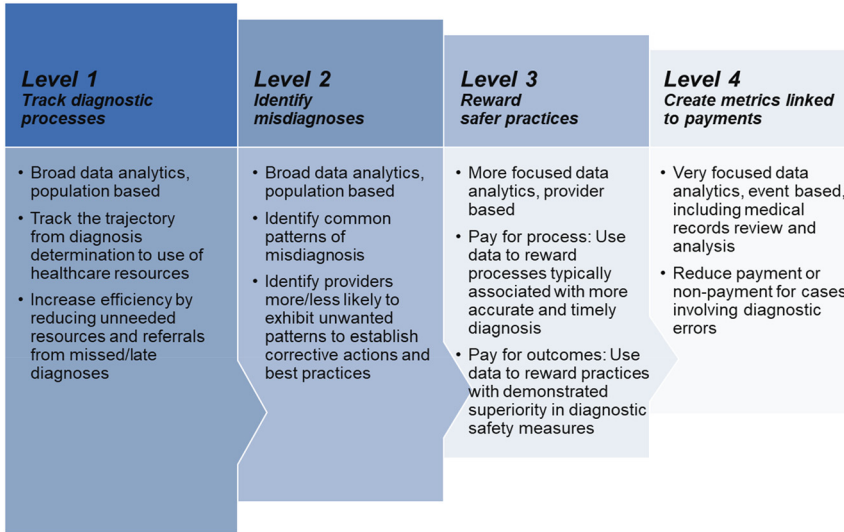 Level 1
Track diagnostic
processes
• Broad data analytics,
population based
• Track the trajectory
from diagnosis
determination to use of
healthcare resources
• Increase efficiency by
reducing unneeded
resources and referrals
from missed/late
diagnoses
Level 2
Identify
misdiagnoses
• Broad data analytics,
population based
• Identify common
patterns of
misdiagnosis
• Identify providers
more/less likely to
exhibit unwanted
patterns to establish
corrective actions and
best practices
Level 3
Reward
safer practices
• More focused data
analytics, provider
based
• Pay for process: Use
data to reward
processes typically
associated with more
accurate and timely
diagnosis
• Pay for outcomes: Use
data to reward practices
with demonstrated
superiority in diagnostic
safety measures
Level 4
Create metrics linked
to payments
• Very focused data
analytics, event based,
including medical
records review and
analysis
• Reduce payment or
non-payment for cases
involving diagnostic
errors